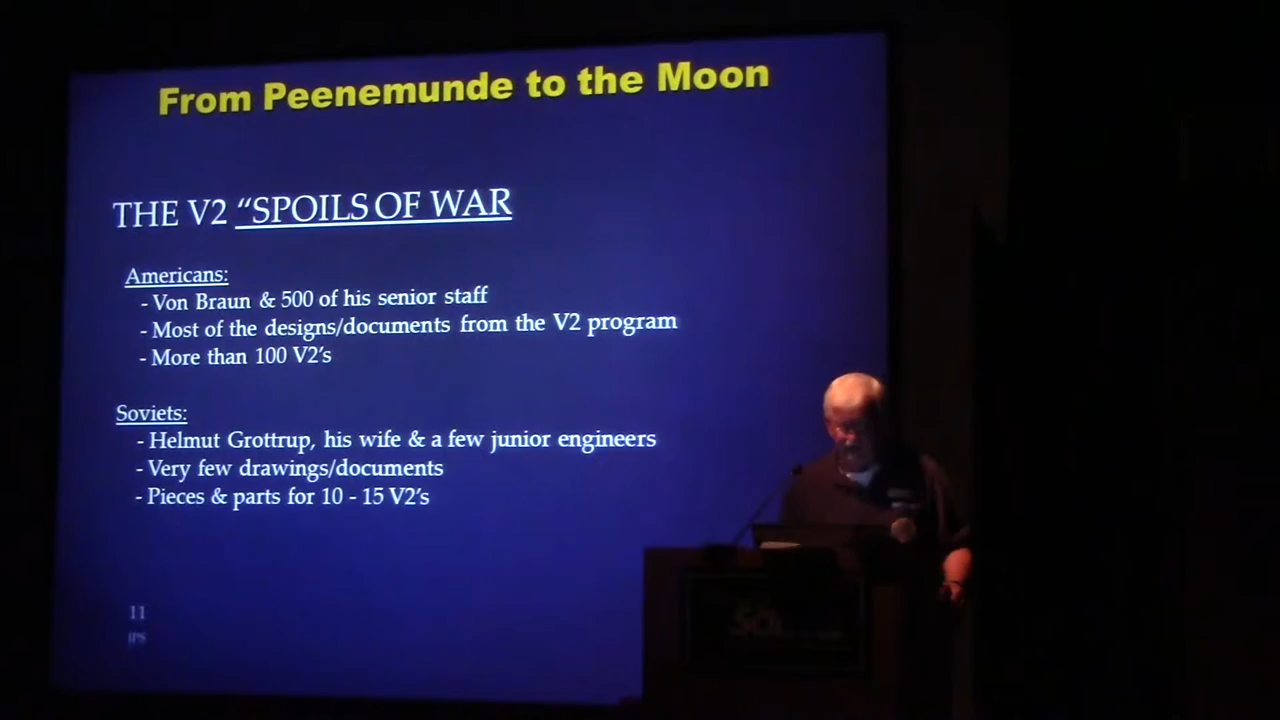 From Peenemunde to the Moon
THE V2 “SPOILS OF WAR
Americans:
- Von Braun & 500 of his senior staff
- Most of the designs/documents from the V2 program
- More than 100 V2’s
Soviets:
- Helmut Grottrup, his wife & a few junior engineers
- Very few drawings/documents
- Pieces & parts for 10 - 15 V2’s
11